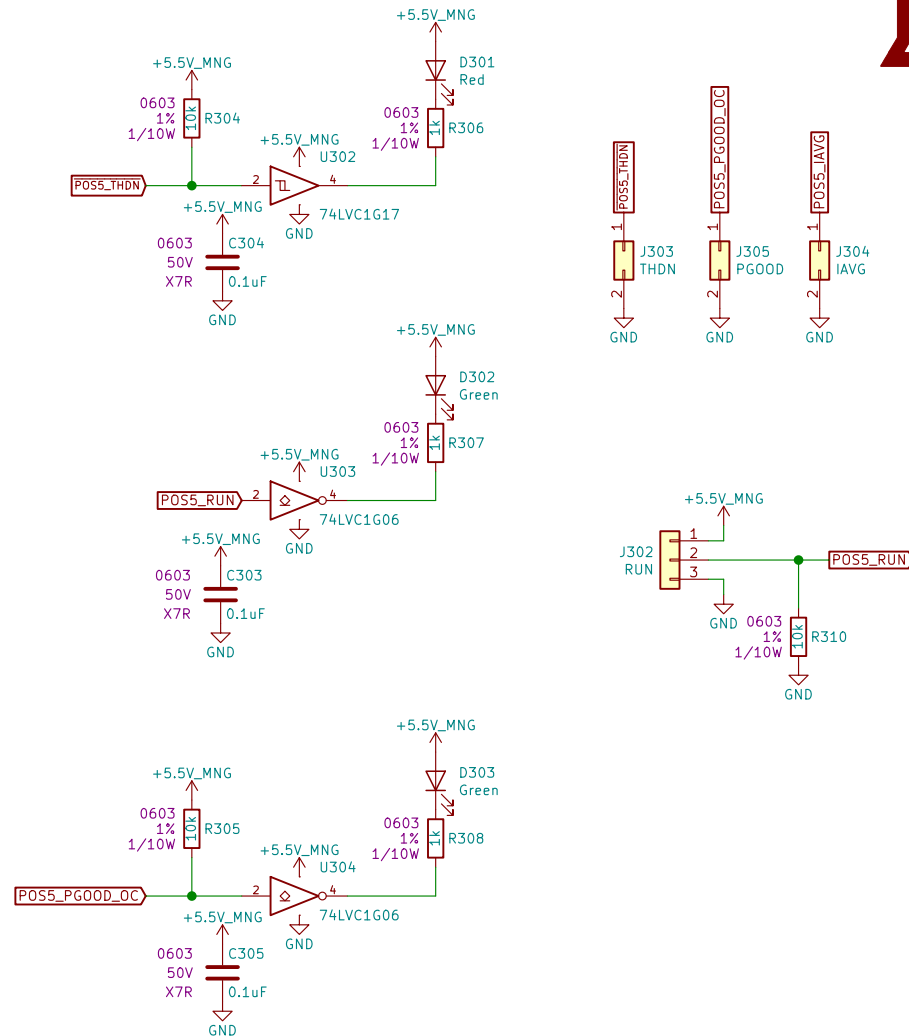 +5.5V_MNG
0603
1%
1/10W
10k
R304
POS5_THDN
+5.5V_MNG
U302
2
4
74LVC1G17
GND
+5.5V_MNG
D301
Red
0603
1%
1/10W
1k
R306
+5.5V_MNG
0603
50V
X7R
C304
0.1uF
GND
POS5_THDN
1
J303
THDN
2
GND
POS5_PGOOD_OC
1
J305
PGOOD
2
GND
POS5_IAVG
1
J304
IAVG
2
GND
+5.5V_MNG
D302
Green
0603
1%
1/10W
1k
R307
+5.5V_MNG
U303
POS5_RUN
2
4
74LVC1G06
GND
+5.5V_MNG
0603
50V
X7R
C303
0.1uF
GND
+5.5V_MNG
J302
RUN
1
2
3
POS5_RUN
GND
0603
1%
1/10W
10k
R310
GND
+5.5V_MNG
D303
Green
0603
1%
1/10W
1k
R308
+5.5V_MNG
0603
1%
1/10W
10k
R305
+5.5V_MNG
U304
POS5_PGOOD_OC
2
4
74LVC1G06
GND
+5.5V_MNG
0603
50V
X7R
C305
0.1uF
GND